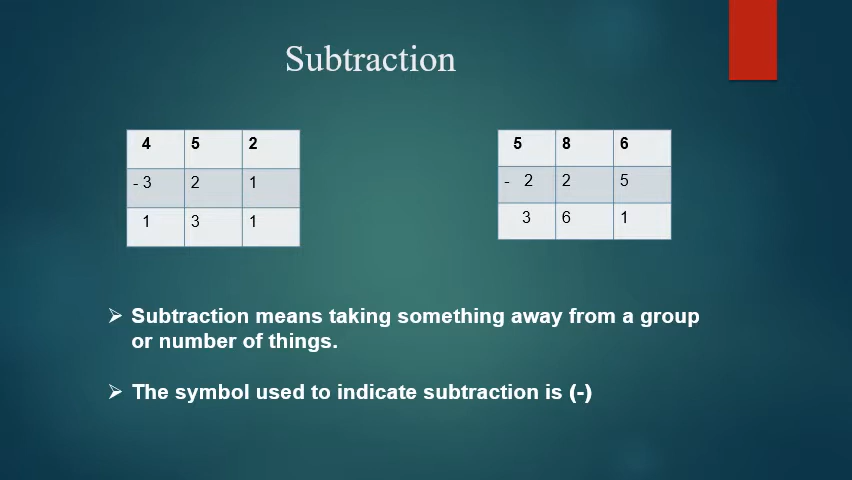 Subtraction
4 5 2
- 3 2 1
1 3 1
5 8 6
- 2 2 5
3 6 1
➢ Subtraction means taking something away from a group
or number of things.
➢ The symbol used to indicate subtraction is (-)